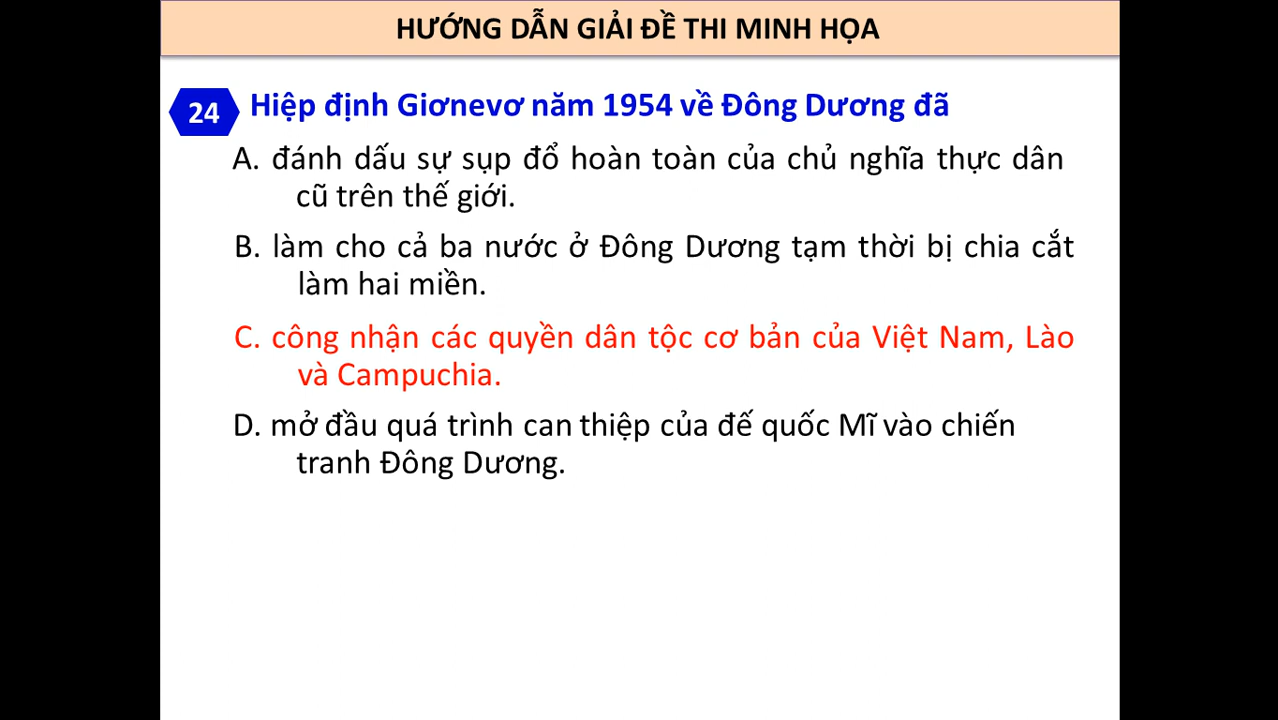 HƯỚNG DẪN GIẢI ĐỀ THI MINH HỌA
24 Hiệp định Giơnevơ năm 1954 về Đông Dương đã
A. đánh dấu sự sụp đổ hoàn toàn của chủ nghĩa thực dân
cũ trên thế giới.
B. làm cho cả ba nước ở Đông Dương tạm thời bị chia cắt
làm hai miền.
C. công nhận các quyền dân tộc cơ bản của Việt Nam, Lào
và Campuchia.
D. mở đầu quá trình can thiệp của đế quốc Mĩ vào chiến
tranh Đông Dương.